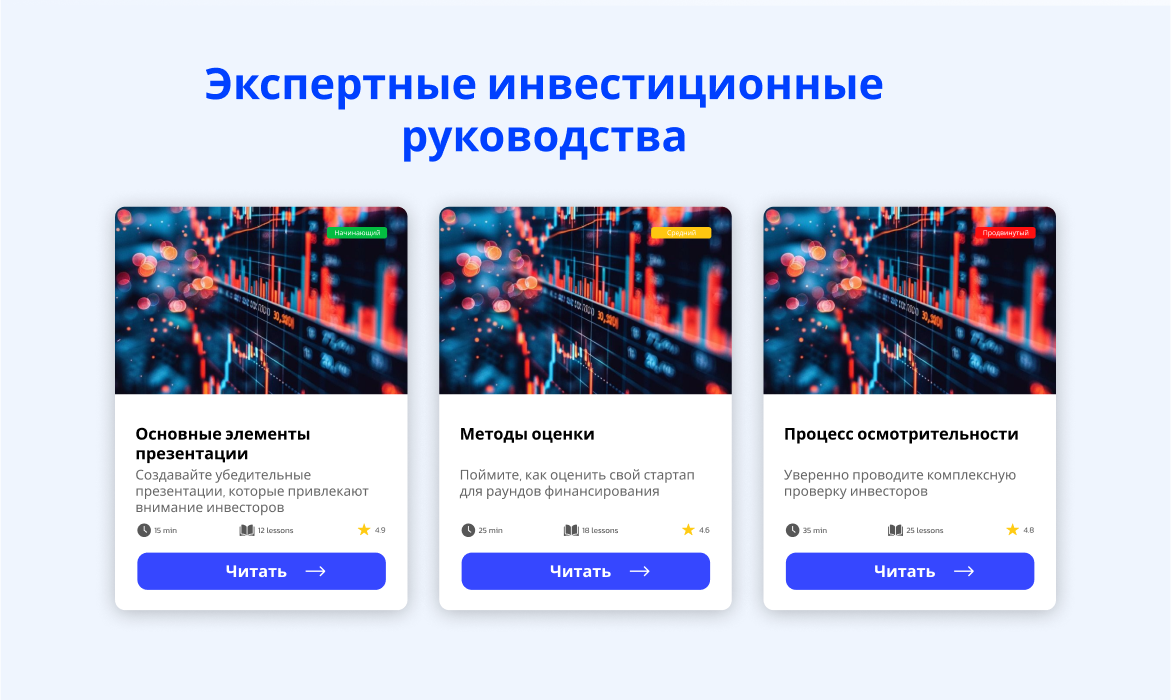 Экспертные инвестиционные
руководства
Начинающий
Основные элементы
презентации
Создавайте убедительные
презентации, которые привлекают
внимание инвесторов
15 min
12 lessons
4.9
Читать
Средний
Методы оценки
Поймите, как оценить свой стартап
для раундов финансирования
25 min
18 lessons
4.6
Читать
Продвинутый
Процесс осмотрительности
Уверенно проводите комплексную
проверку инвесторов
35 min
25 lessons
4.8
Читать